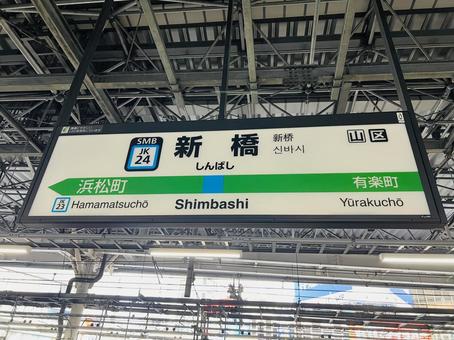 SMB
JK
24
新橋
しんばし
新桥
신바시
山区
浜松町
有楽町
JK
23
Hamamatsuchō
Shimbashi
Yūrakuchō